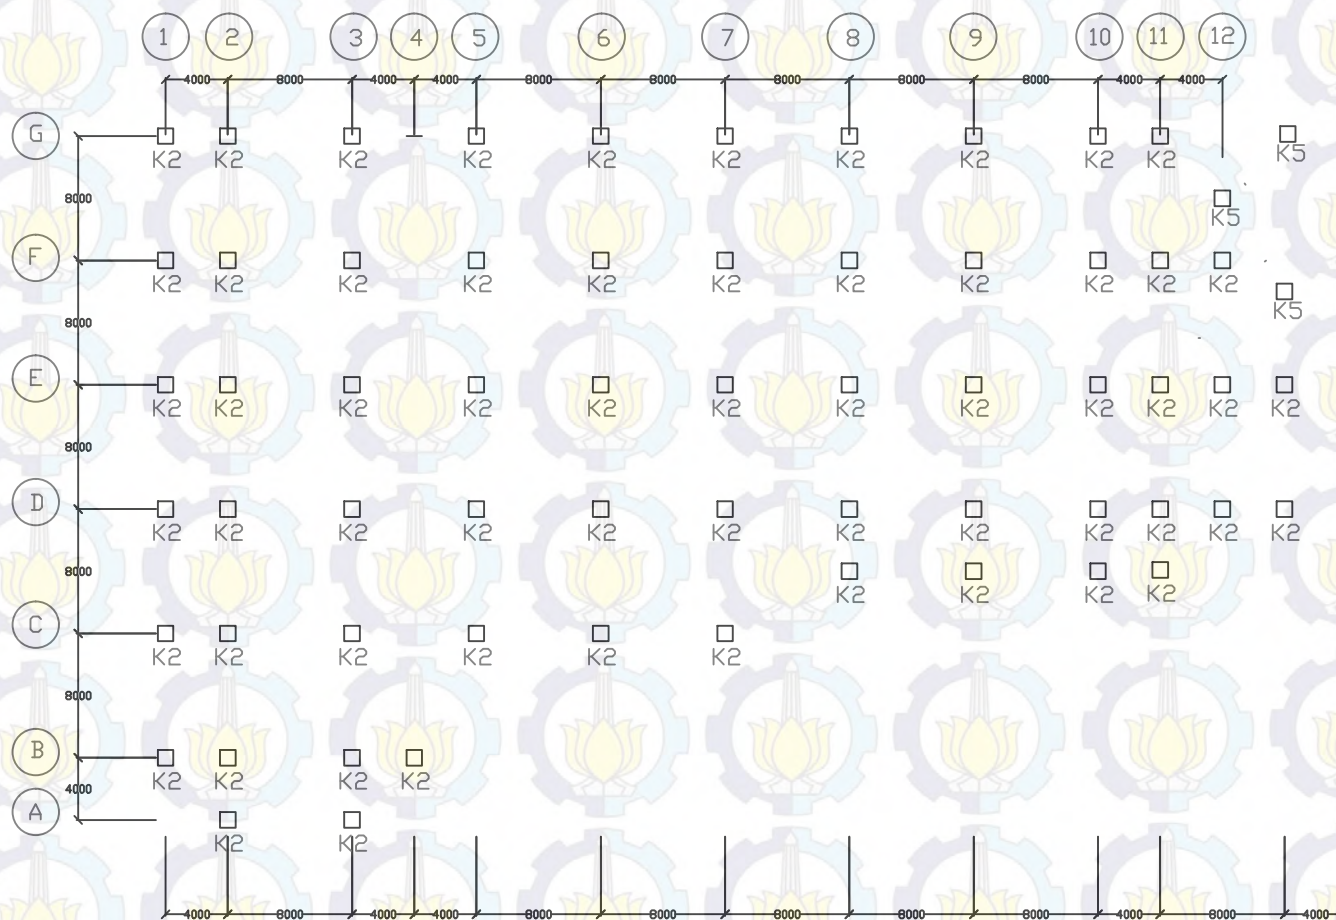 1 2 3 4 5 6 7 8 9 10 11 12
4000 8000 4000 4000 8000 8000 8000 8000 8000 4000 4000
G
K2 K2 K2 K2 K2 K2 K2 K2 K2 K2 K5
8000
K5
F
K2 K2 K2 K2 K2 K2 K2 K2 K2 K2 K2
K5
8000
E
K2 K2 K2 K2 K2 K2 K2 K2 K2 K2 K2 K2
8000
D
K2 K2 K2 K2 K2 K2 K2 K2 K2 K2 K2 K2
8000
K2 K2 K2 K2
C
K2 K2 K2 K2 K2 K2
8000
B
K2 K2 K2 K2
4000
A
K2 K2
4000 8000 4000 4000 8000 8000 8000 8000 8000 4000 8000 4000